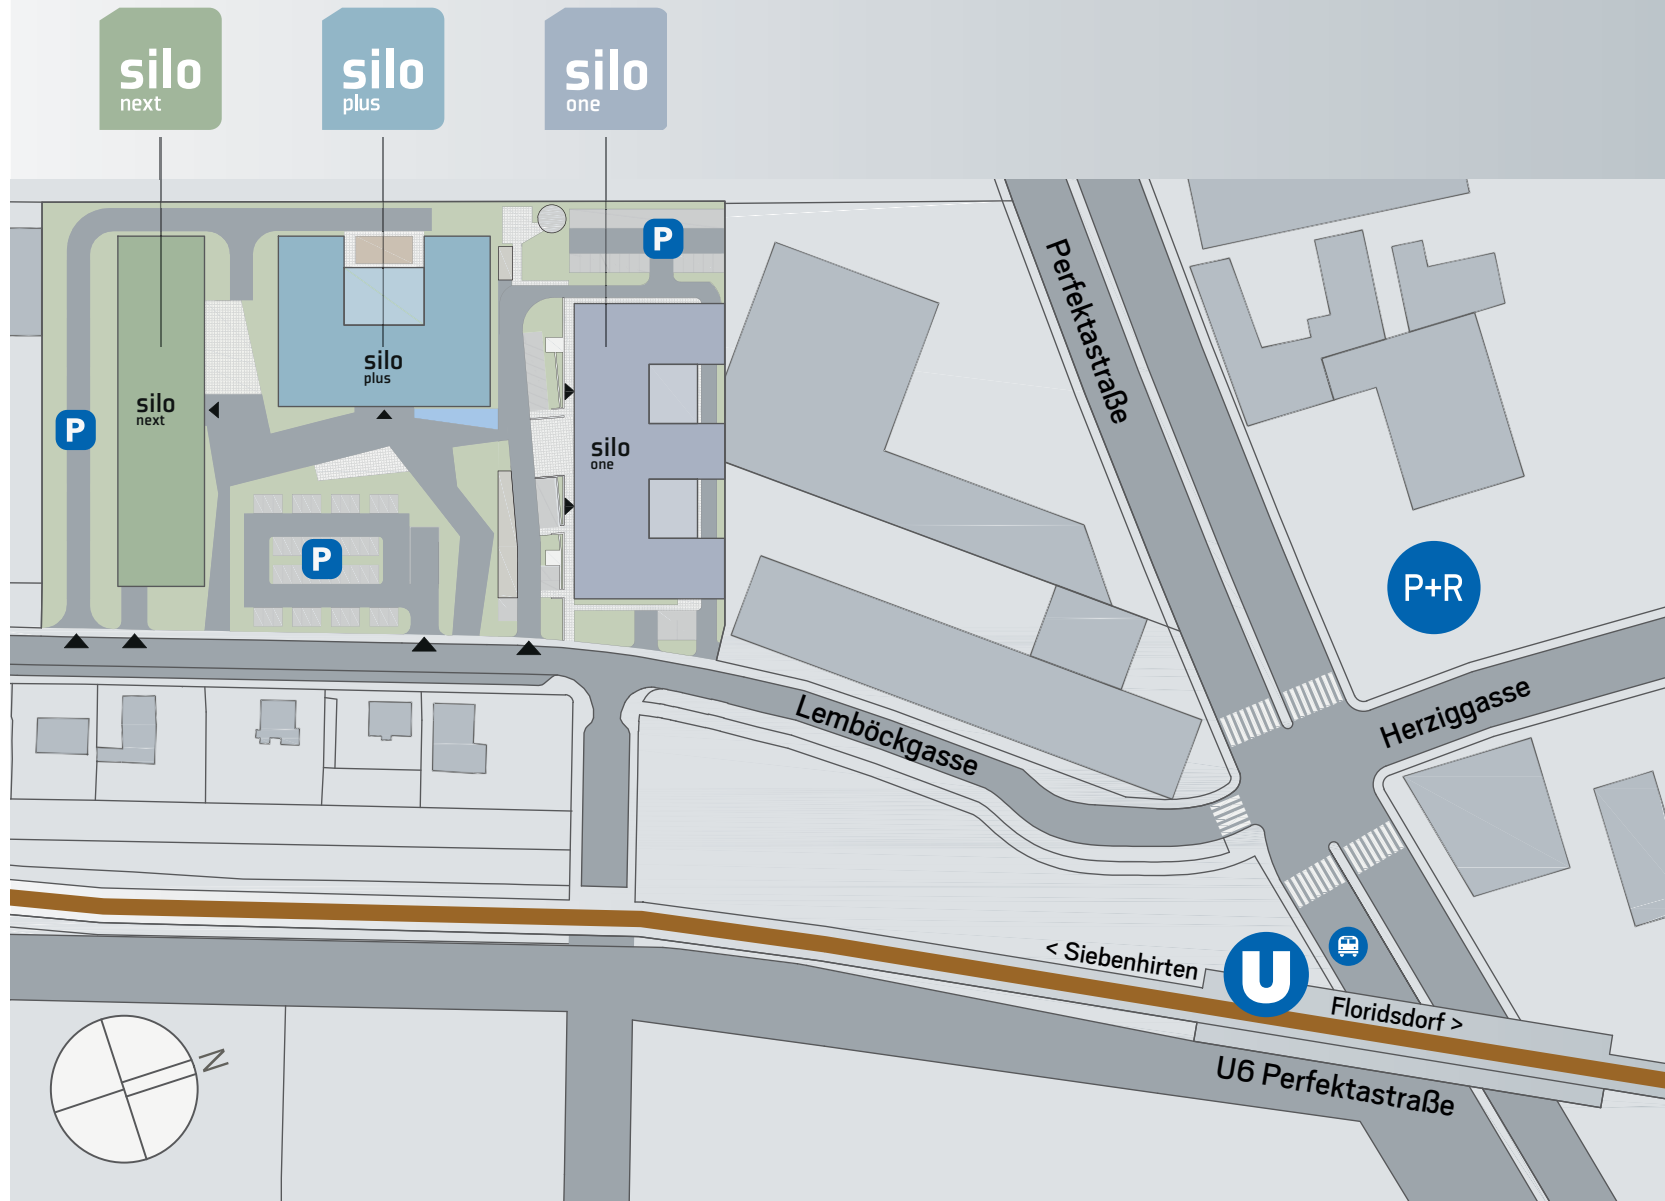 silo
next
silo
plus
silo
one
P
Perfektastraße
silo
plus
silo
next
P
silo
one
P
P+R
Herziggasse
Lemböckgasse
< Siebenhirten
U
Floridsdorf >
N
U6 Perfektastraße